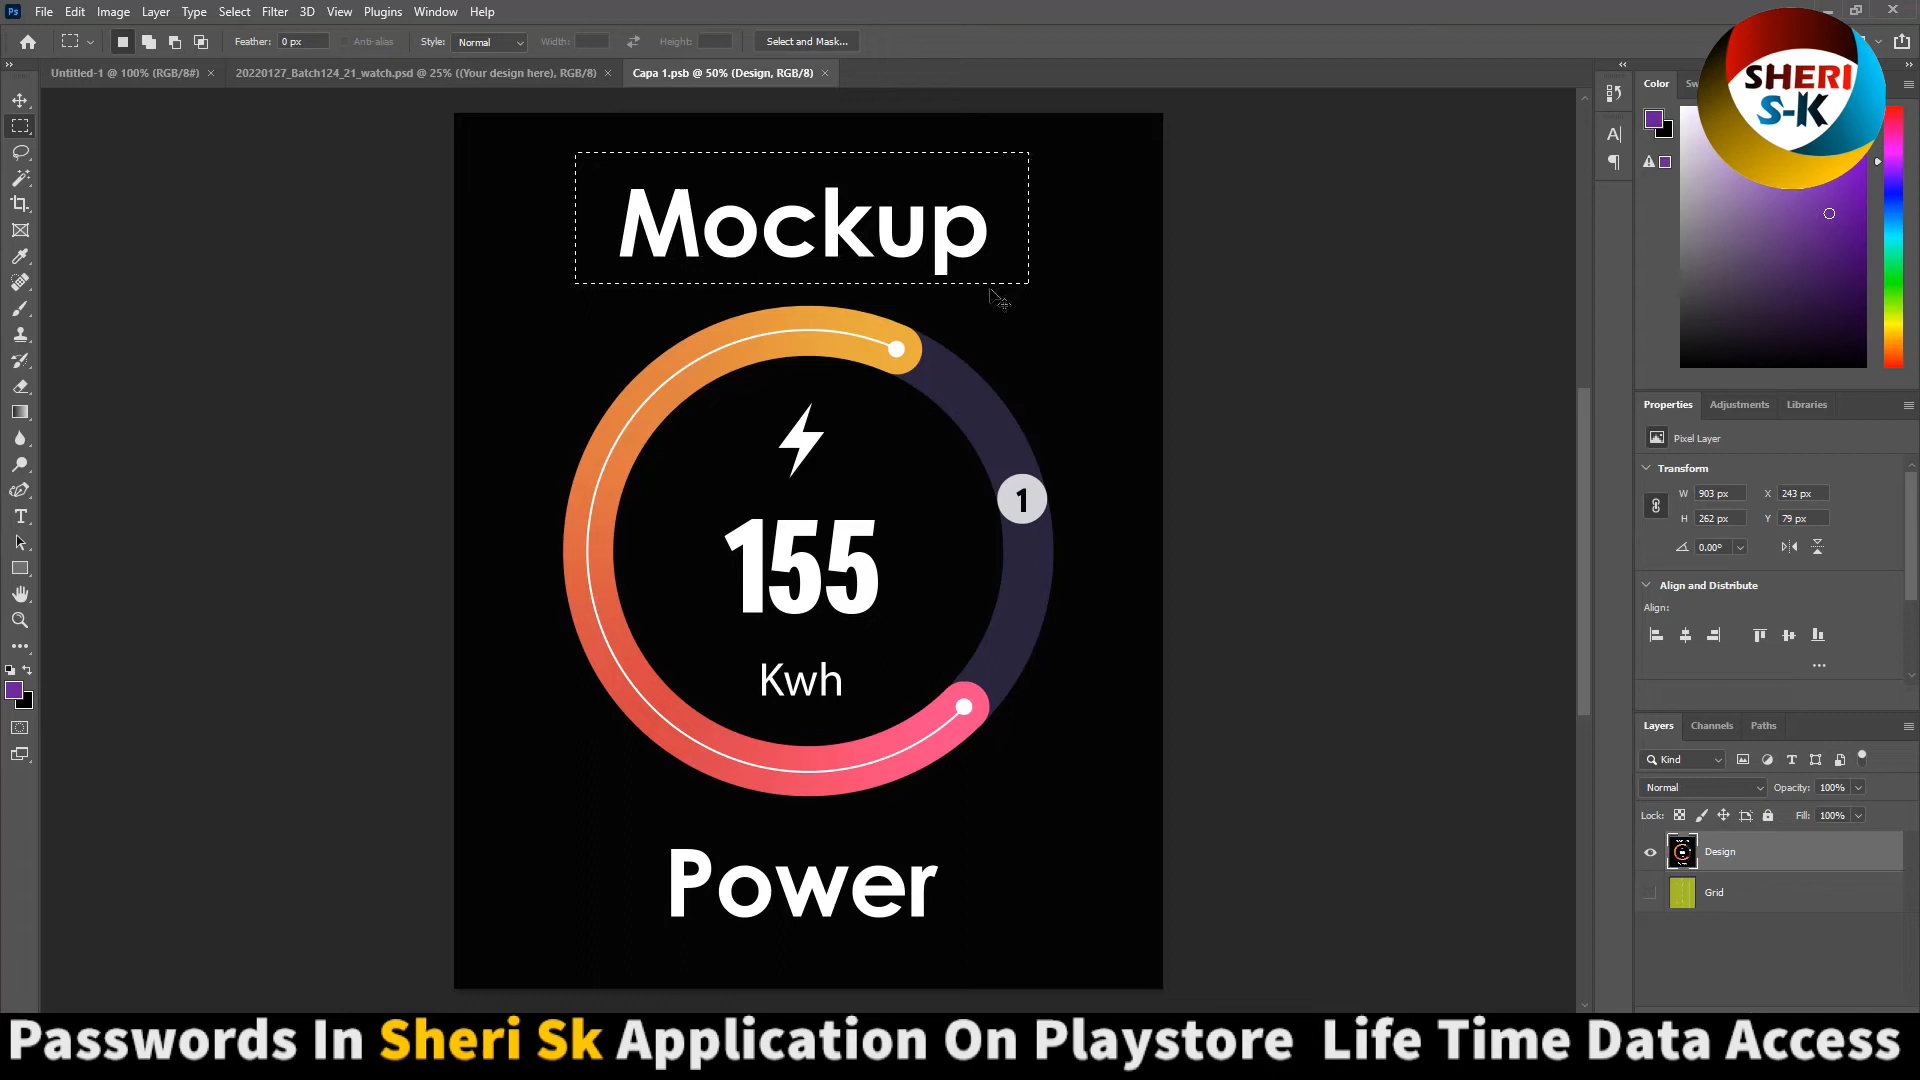 Ps File Edit Image Layer Type Select Filter 3D View Plugins Window Help
Feather: 0 px Anti-alias Style: Normal Width: Height: Select and Mask...
Untitled-1 @ 100% (RGB/8#) × 20220127_Batch124_21_watch.psd @ 25% ((Your design here), RGB/8) × Capa 1.psb @ 50% (Design, RGB/8) ×
SHERI
S-K
Color
Mockup
1
155
Kwh
Power
Properties Adjustments Libraries
Pixel Layer
Transform
W 903 px X 243 px
H 262 px Y 79 px
0.00°
Align and Distribute
Align:
Layers Channels Paths
Kind
Normal Opacity: 100%
Lock: Fill: 100%
Design
Grid
Passwords In Sheri Sk Application On Playstore Life Time Data Access